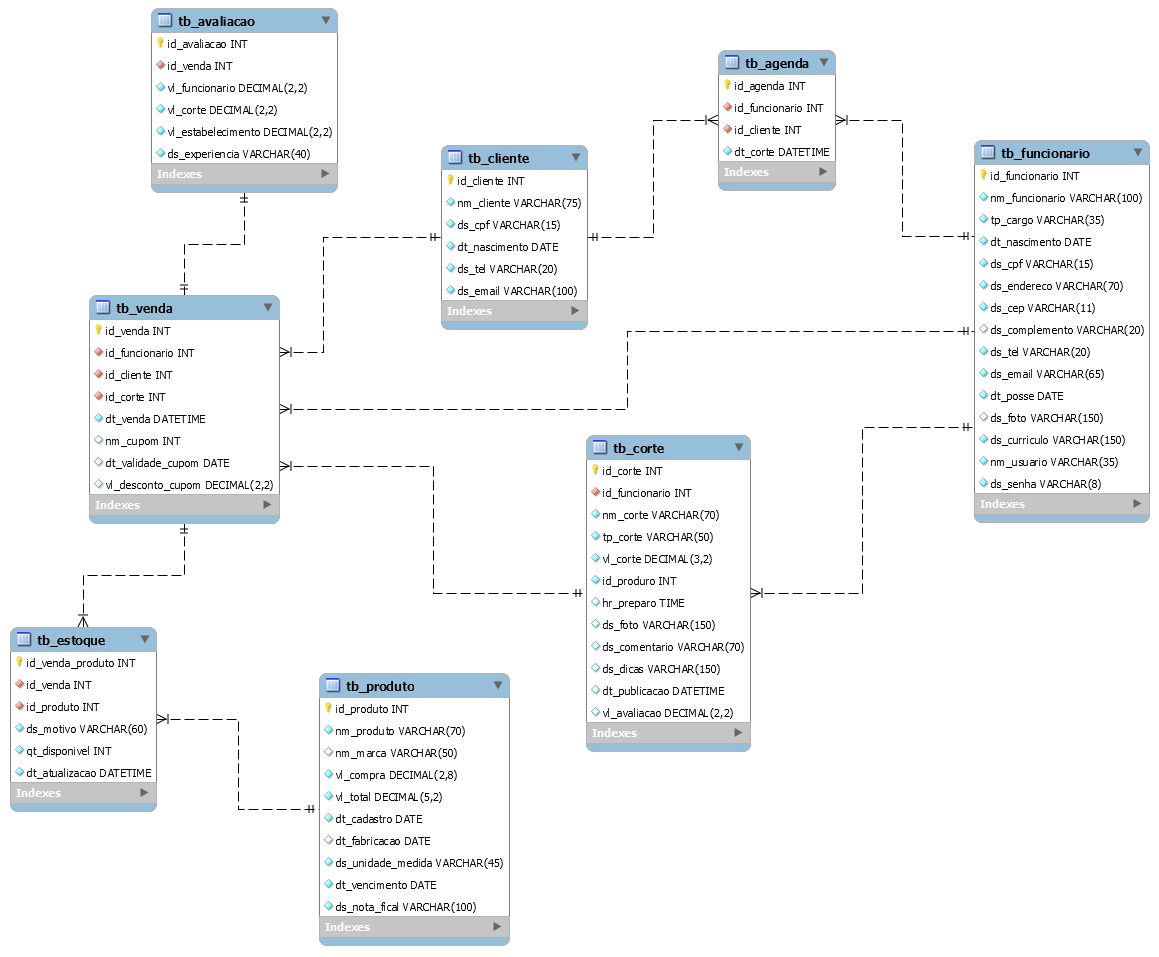 tb_avaliacao
id_avaliacao INT
id_venda INT
vl_funcionario DECIMAL(2,2)
vl_corte DECIMAL(2,2)
vl_estabelecimento DECIMAL(2,2)
ds_experiencia VARCHAR(40)
Indexes
tb_agenda
id_agenda INT
id_funcionario INT
id_cliente INT
dt_corte DATETIME
Indexes
tb_cliente
id_cliente INT
nm_cliente VARCHAR(75)
ds_cpf VARCHAR(15)
dt_nascimento DATE
ds_tel VARCHAR(20)
ds_email VARCHAR(100)
Indexes
tb_funcionario
id_funcionario INT
nm_funcionario VARCHAR(100)
tp_cargo VARCHAR(35)
dt_nascimento DATE
ds_cpf VARCHAR(15)
ds_endereco VARCHAR(70)
ds_cep VARCHAR(11)
ds_complemento VARCHAR(20)
ds_tel VARCHAR(20)
ds_email VARCHAR(65)
dt_posse DATE
ds_foto VARCHAR(150)
ds_curriculo VARCHAR(150)
nm_usuario VARCHAR(35)
ds_senha VARCHAR(8)
Indexes
tb_venda
id_venda INT
id_funcionario INT
id_cliente INT
id_corte INT
dt_venda DATETIME
nm_cupom INT
dt_validade_cupom DATE
vl_desconto_cupom DECIMAL(2,2)
Indexes
tb_corte
id_corte INT
id_funcionario INT
nm_corte VARCHAR(70)
tp_corte VARCHAR(50)
vl_corte DECIMAL(3,2)
id_produro INT
hr_preparo TIME
ds_foto VARCHAR(150)
ds_comentario VARCHAR(70)
ds_dicas VARCHAR(150)
dt_publicacao DATETIME
vl_avaliacao DECIMAL(2,2)
Indexes
tb_estoque
id_venda_produto INT
id_venda INT
id_produto INT
ds_motivo VARCHAR(60)
qt_disponivel INT
dt_atualizacao DATETIME
Indexes
tb_produto
id_produto INT
nm_produto VARCHAR(70)
nm_marca VARCHAR(50)
vl_compra DECIMAL(2,8)
vl_total DECIMAL(5,2)
dt_cadastro DATE
dt_fabricacao DATE
ds_unidade_medida VARCHAR(45)
dt_vencimento DATE
ds_nota_fical VARCHAR(100)
Indexes